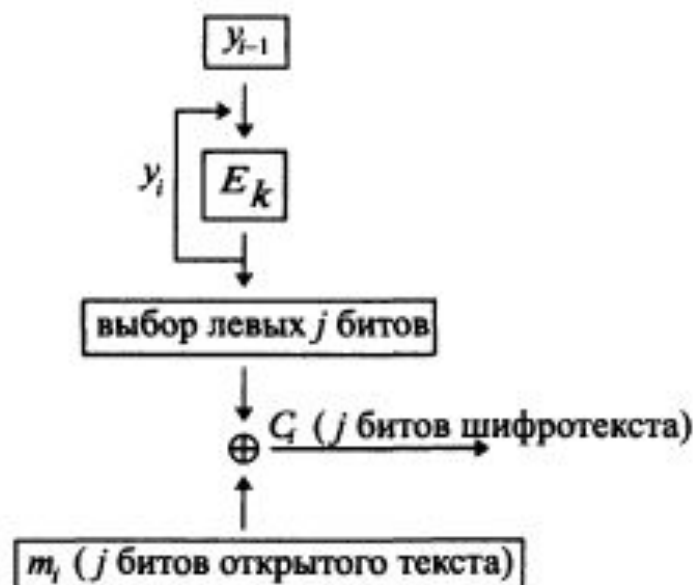 y_{i-1}
y_i
E_k
выбор левых j битов
⊕ C_i ( j битов шифротекста)
m_i ( j битов открытого текста)